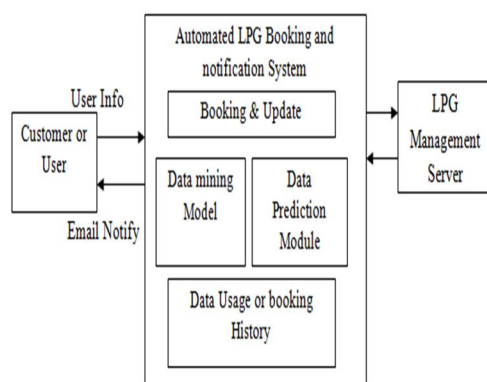 Automated LPG Booking and
notification System
User Info
Customer or
User
Email Notify
Booking & Update
Data mining
Model
Data
Prediction
Module
Data Usage or booking
History
LPG
Management
Server